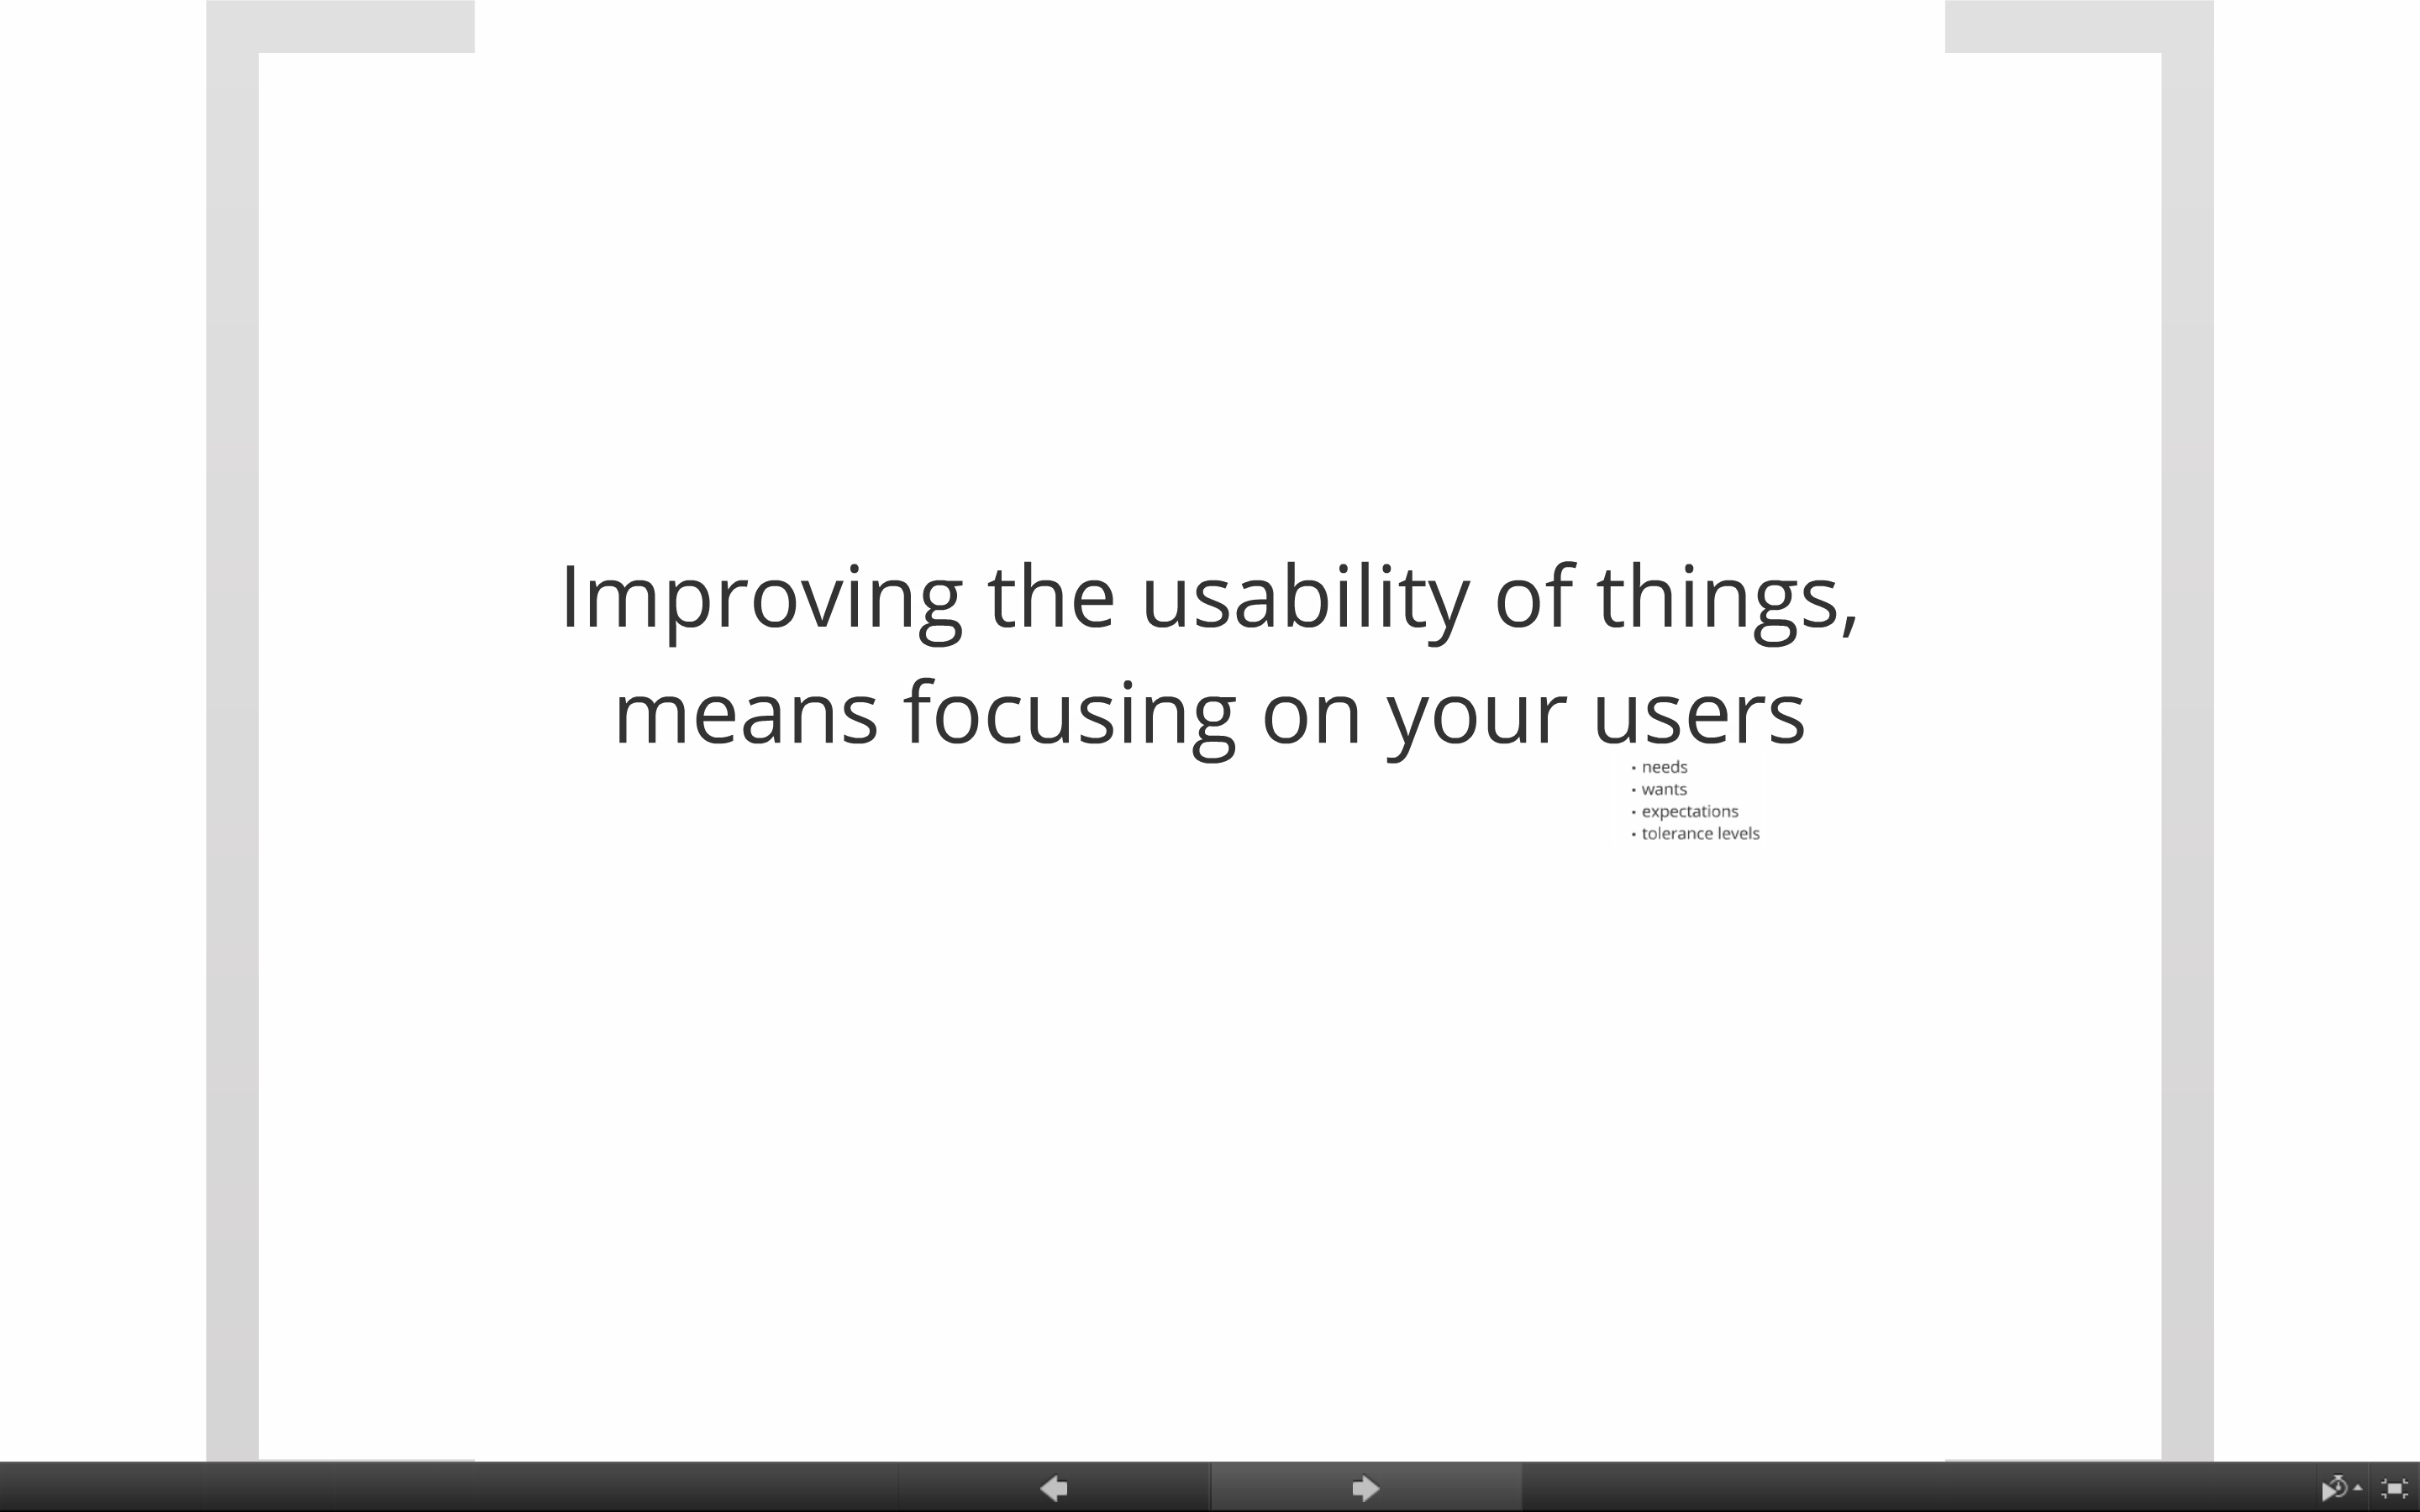 Improving the usability of things,
means focusing on your users
• needs
• wants
• expectations
• tolerance levels